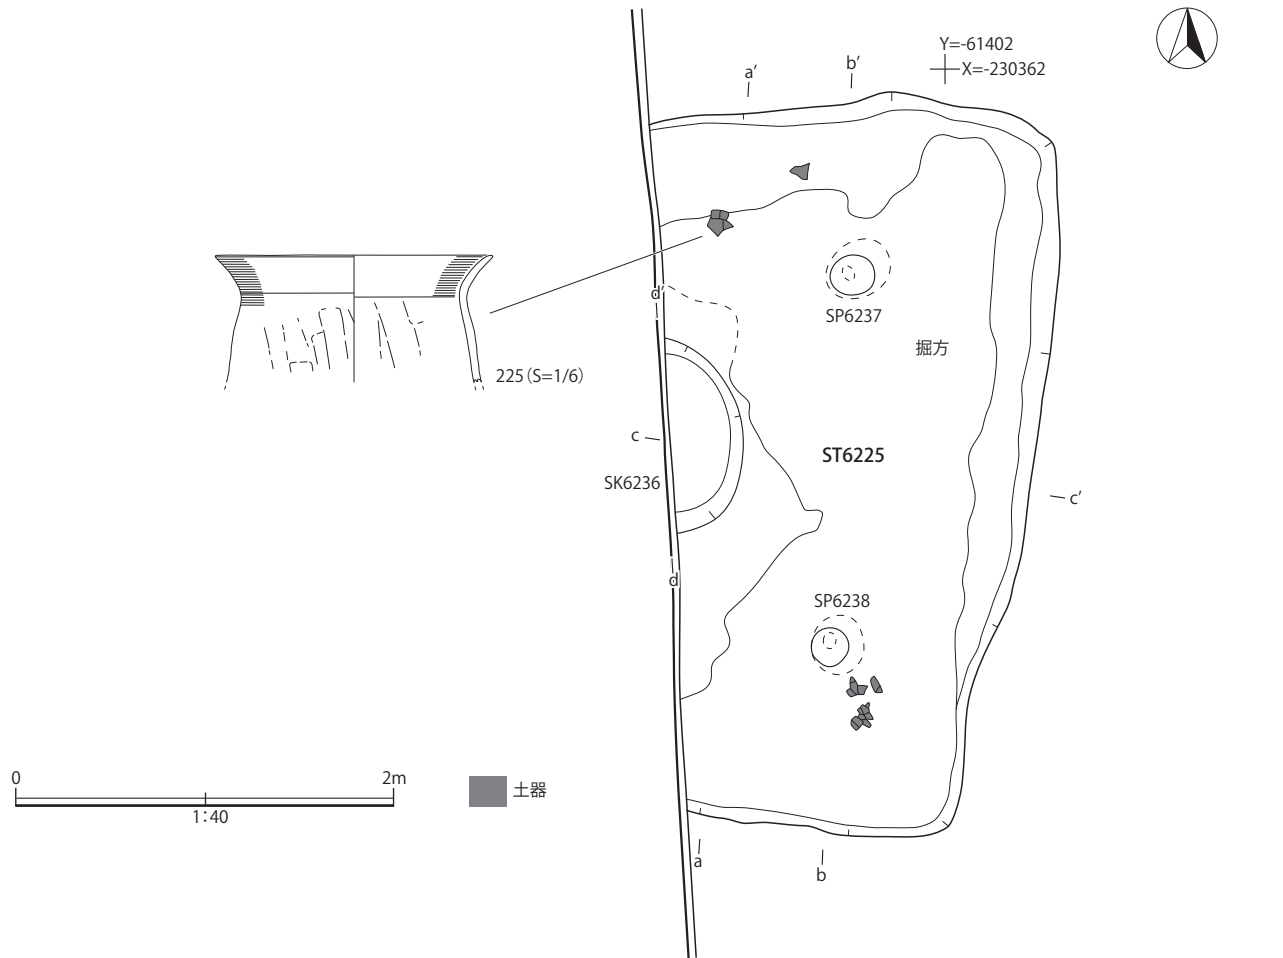 Y=-61402
X=-230362
a’
b’
d’
SP6237
掘方
225(S=1/6)
c
ST6225
SK6236
c’
d
SP6238
0
2m
1:40
土器
a
b